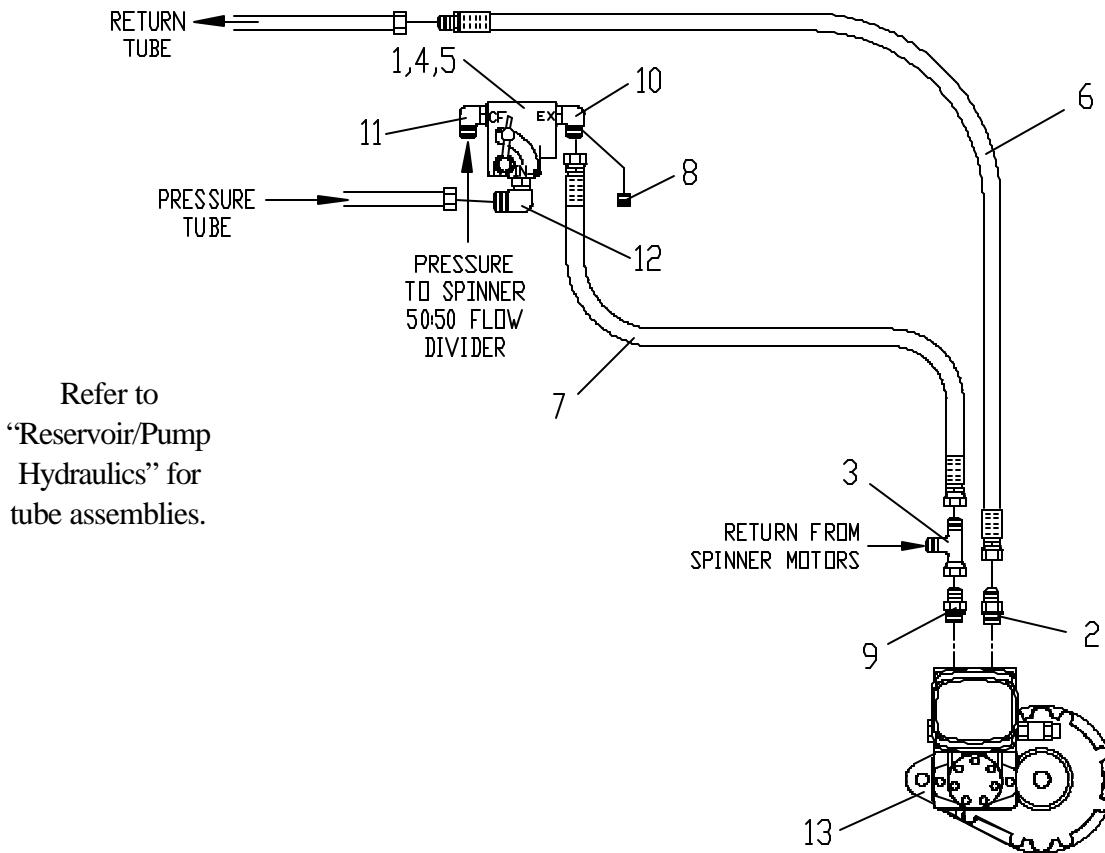 RETURN
TUBE
1,4,5
10
6
CF
EX
11
IN
8
PRESSURE
TUBE
12
PRESSURE
TO SPINNER
50:50 FLOW
DIVIDER
7
Refer to
“Reservoir/Pump
Hydraulics” for
tube assemblies.
3
RETURN FROM
SPINNER MOTORS
9
2
13